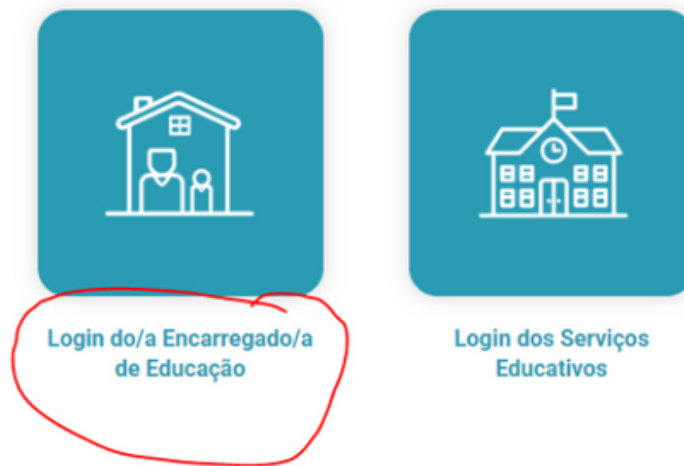 Login do/a Encarregado/a
de Educação
Login dos Serviços
Educativos